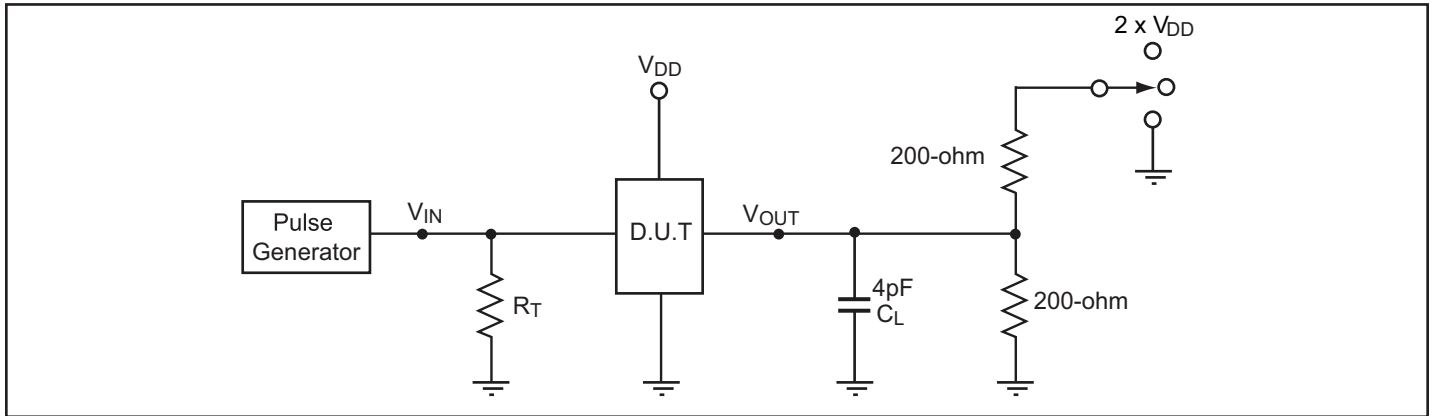 2 x VDD
VDD
200-ohm
Pulse
Generator
VIN
D.U.T
VOUT
RT
4pF
CL
200-ohm